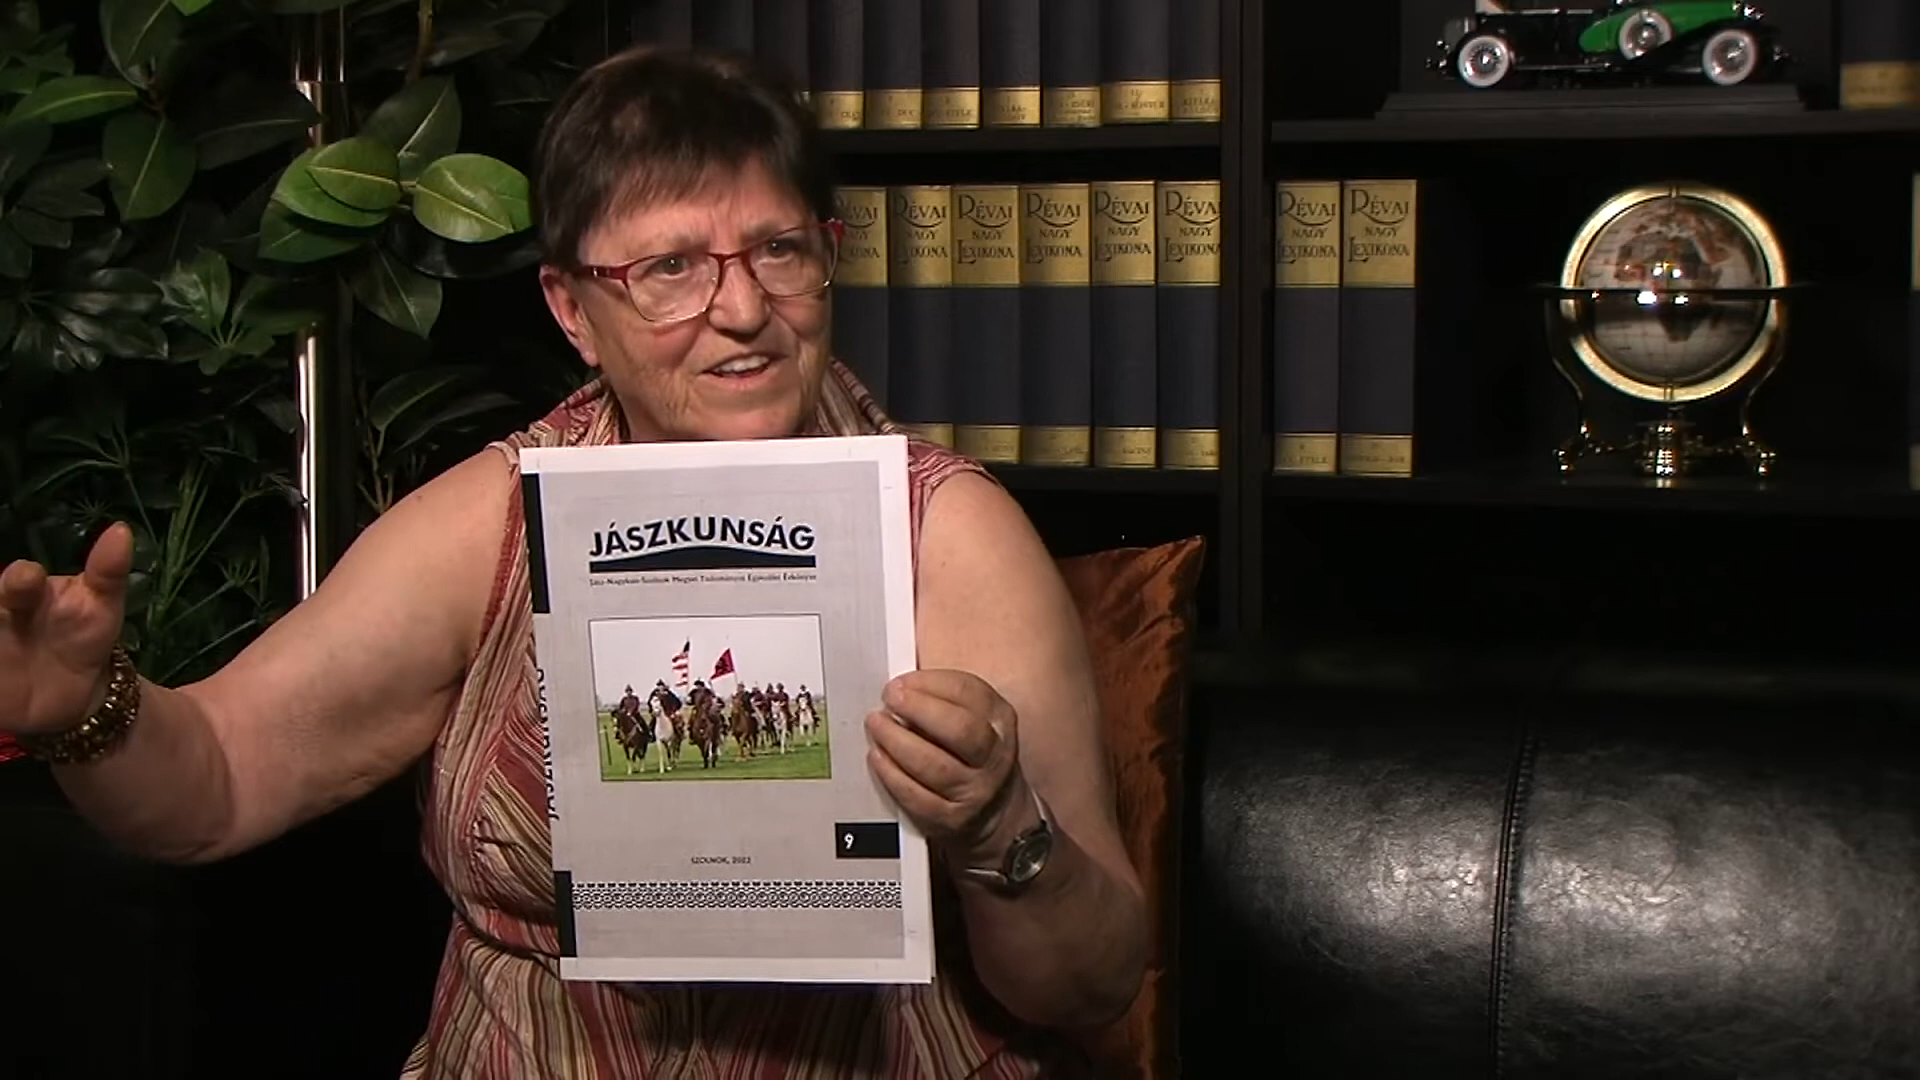 RÉVAI NAGY LEXIKONA
RÉVAI NAGY LEXIKONA
RÉVAI NAGY LEXIKONA
RÉVAI NAGY LEXIKONA
RÉVAI NAGY LEXIKONA
RÉVAI NAGY LEXIKONA
RÉVAI NAGY LEXIKONA
RÉVAI NAGY LEXIKONA
JÁSZKUNSÁG
Jász-Nagykun-Szolnok Megyei Tudományos Egyesület Évkönyve
JÁSZKUNSÁG
9
SZOLNOK, 2022